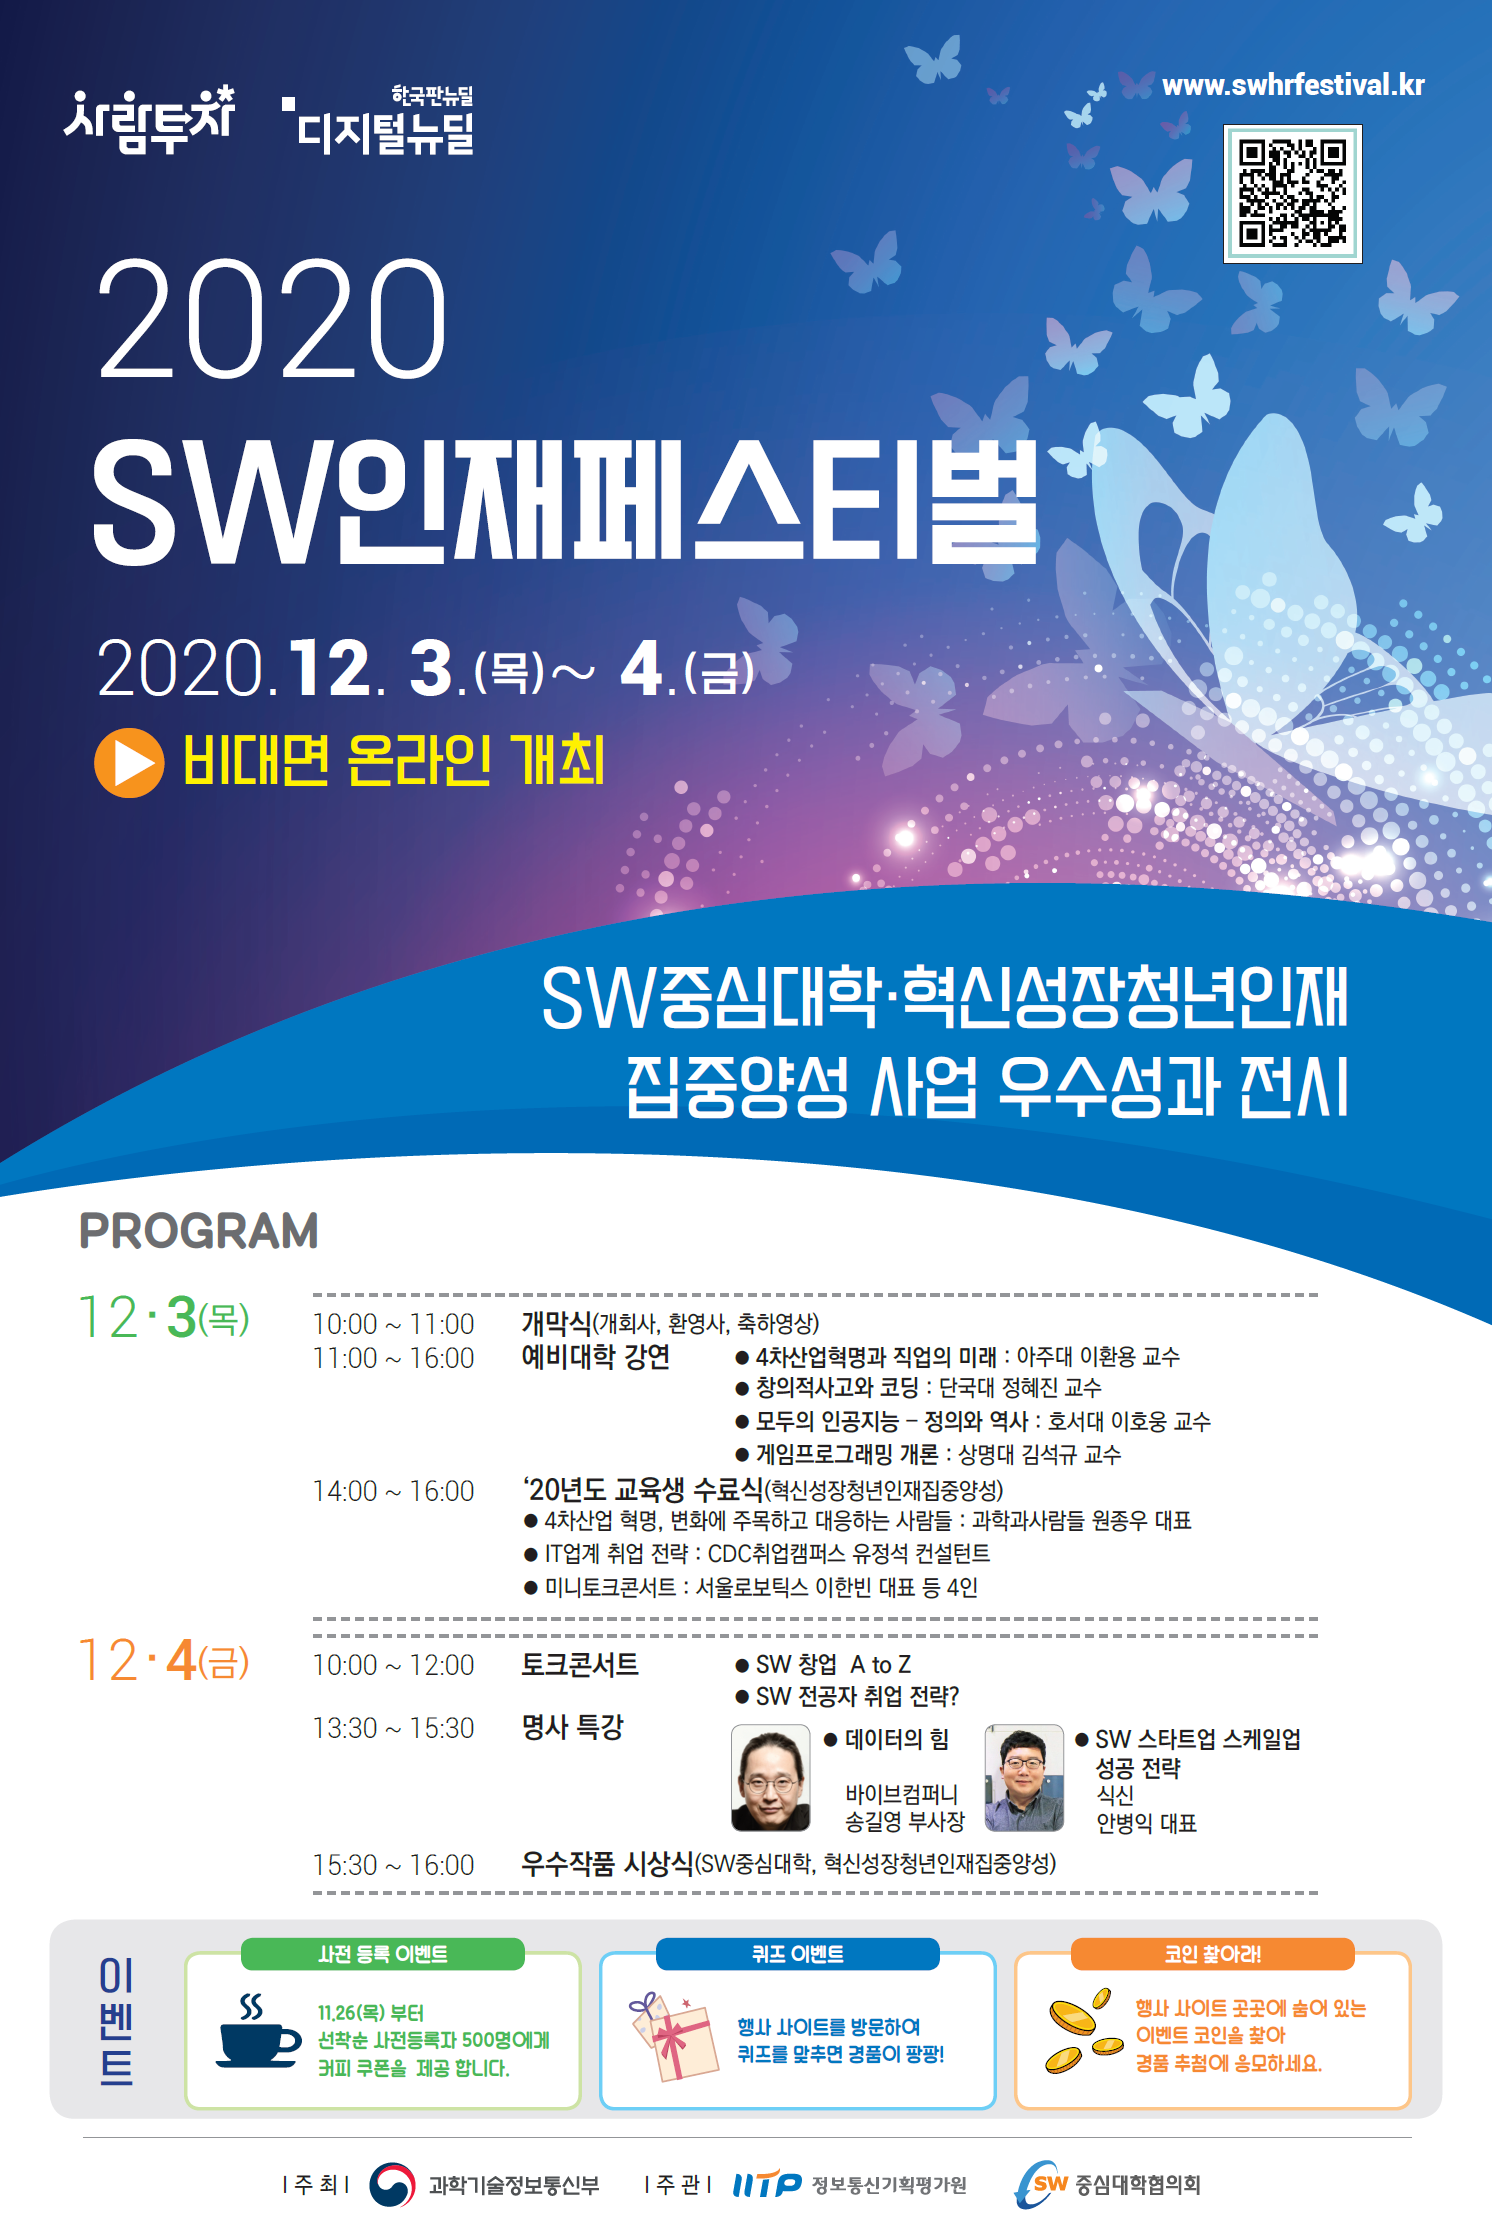 사람투자
한국판뉴딜
디지털뉴딜
www.swhrfestival.kr
2020
SW인재페스티벌
2020.12. 3.(목)~ 4.(금)
비대면 온라인 개최
SW중심대학·혁신성장청년인재
집중양성 사업 우수성과 전시
PROGRAM
12·3(목)
10:00 ~ 11:00 개막식(개회사, 환영사, 축하영상)
11:00 ~ 16:00 예비대학 강연 ● 4차산업혁명과 직업의 미래 : 아주대 이환용 교수
● 창의적사고와 코딩 : 단국대 정혜진 교수
● 모두의 인공지능 – 정의와 역사 : 호서대 이호웅 교수
● 게임프로그래밍 개론 : 상명대 김석규 교수
14:00 ~ 16:00 ‘20년도 교육생 수료식(혁신성장청년인재집중양성)
● 4차산업 혁명, 변화에 주목하고 대응하는 사람들 : 과학과사람들 원종우 대표
● IT업계 취업 전략 : CDC취업캠퍼스 유정석 컨설턴트
● 미니토크콘서트 : 서울로보틱스 이한빈 대표 등 4인
12·4(금)
10:00 ~ 12:00 토크콘서트 ● SW 창업 A to Z
● SW 전공자 취업 전략?
13:30 ~ 15:30 명사 특강
● 데이터의 힘
바이브컴퍼니
송길영 부사장
● SW 스타트업 스케일업
성공 전략
식신
안병익 대표
15:30 ~ 16:00 우수작품 시상식(SW중심대학, 혁신성장청년인재집중양성)
이벤트
사전 등록 이벤트
11.26(목) 부터
선착순 사전등록자 500명에게
커피 쿠폰을 제공 합니다.
퀴즈 이벤트
행사 사이트를 방문하여
퀴즈를 맞추면 경품이 팡팡!
코인 찾아라!
행사 사이트 곳곳에 숨어 있는
이벤트 코인을 찾아
경품 추첨에 응모하세요.
| 주 최 | 과학기술정보통신부 | 주 관 | IITP 정보통신기획평가원 SW 중심대학협의회